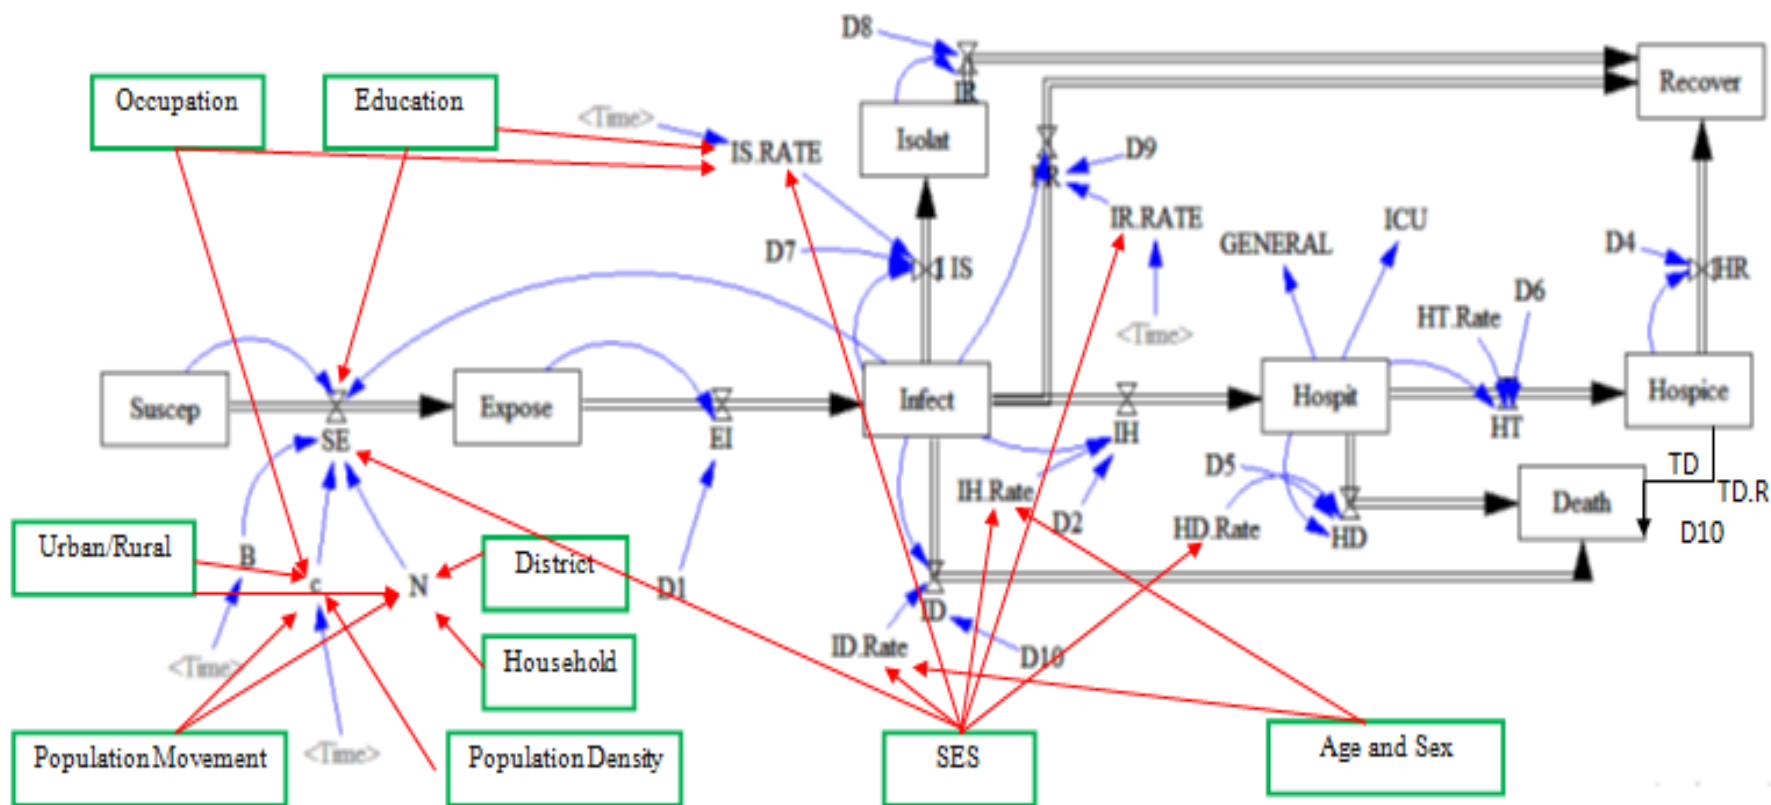 D8
IR
Recover
Occupation
Education
<Time>
IS.RATE
Isolat
D9
IR.RATE
ICU
GENERAL
D7
I IS
D4
HR
D6
HT.Rate
<Time>
Suscep
Expose
Infect
Hospit
Hospice
SE
EI
IH
HT
TD
TD.R
D5
IH.Rate
D2
HD.Rate
HD
Death
D10
Urban/Rural
B
District
c
N
D1
ID
ID.Rate
D10
<Time>
Household
Population Movement
<Time>
Population Density
SES
Age and Sex